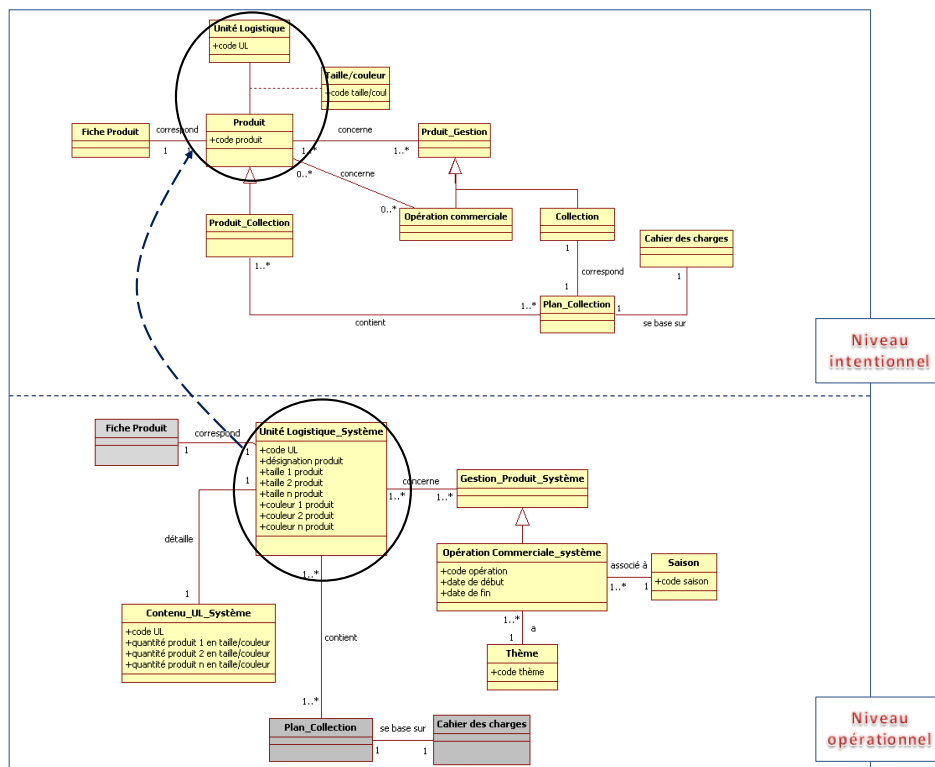 Unité Logistique
+code UL
Taille/couleur
+code taille/coul
Produit
+code produit
Fiche Produit
correspond
1
1
concerne
1..*
1..*
Prduit_Gestion
0..*
concerne
0..*
Opération commerciale
Collection
Produit_Collection
1..*
Cahier des charges
1
correspond
1
1
1..*
Plan_Collection
1
contient
se base sur
Niveau
intentionnel
Fiche Produit
correspond
1
1
Unité Logistique_Système
+code UL
+désignation produit
+taille 1 produit
+taille 2 produit
+taille n produit
+couleur 1 produit
+couleur 2 produit
+couleur n produit
1
concerne
1..*
1..*
Gestion_Produit_Système
détaille
1
Opération Commerciale_système
+code opération
+date de début
+date de fin
associé à
1..*
1
Saison
+code saison
1..*
1..*
a
1
Contenu_UL_Système
+code UL
+quantité produit 1 en taille/couleur
+quantité produit 2 en taille/couleur
+quantité produit n en taille/couleur
contient
Thème
+code thème
1..*
Plan_Collection
se base sur
1
1
Cahier des charges
Niveau
opérationnel